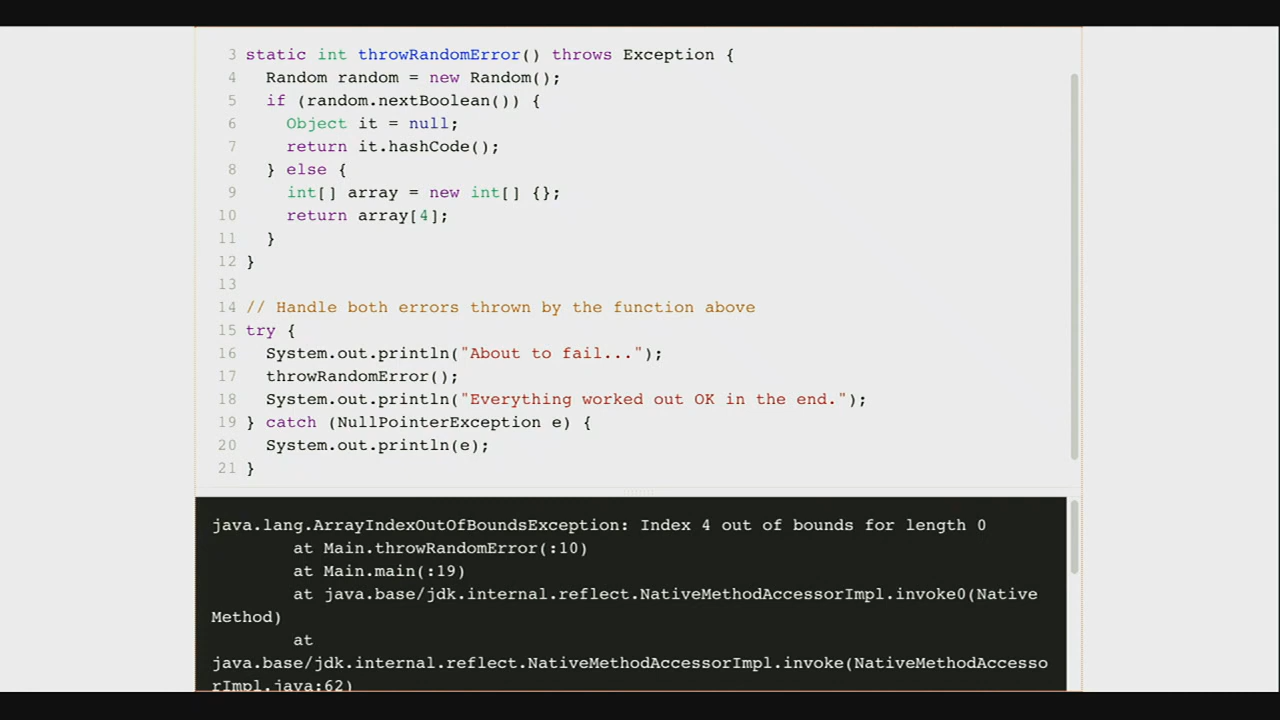 3 static int throwRandomError() throws Exception {
4   Random random = new Random();
5   if (random.nextBoolean()) {
6     Object it = null;
7     return it.hashCode();
8   } else {
9     int[] array = new int[] {};
10     return array[4];
11   }
12 }
13
14 // Handle both errors thrown by the function above
15 try {
16   System.out.println("About to fail...");
17   throwRandomError();
18   System.out.println("Everything worked out OK in the end.");
19 } catch (NullPointerException e) {
20   System.out.println(e);
21 }
java.lang.ArrayIndexOutOfBoundsException: Index 4 out of bounds for length 0
        at Main.throwRandomError(:10)
        at Main.main(:19)
        at java.base/jdk.internal.reflect.NativeMethodAccessorImpl.invoke0(Native
Method)
        at
java.base/jdk.internal.reflect.NativeMethodAccessorImpl.invoke(NativeMethodAccesso
rImpl.java:62)